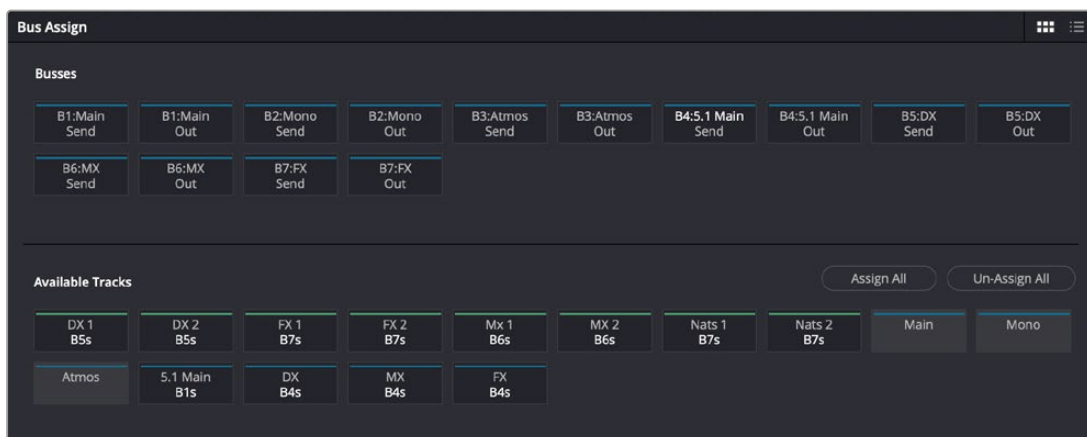 Bus Assign
Busses
B1:Main B1:Main B2:Mono B2:Mono B3:Atmos B3:Atmos B4:5.1 Main B4:5.1 Main B5:DX B5:DX
Send Out Send Out Send Out Send Out Send Out
B6:MX B6:MX B7:FX B7:FX
Send Out Send Out
Available Tracks Assign All Un-Assign All
DX 1 DX 2 FX 1 FX 2 Mx 1 MX 2 Nats 1 Nats 2 Main Mono
B5s B5s B7s B7s B6s B6s B7s B7s
Atmos 5.1 Main DX MX FX
B1s B4s B4s B4s